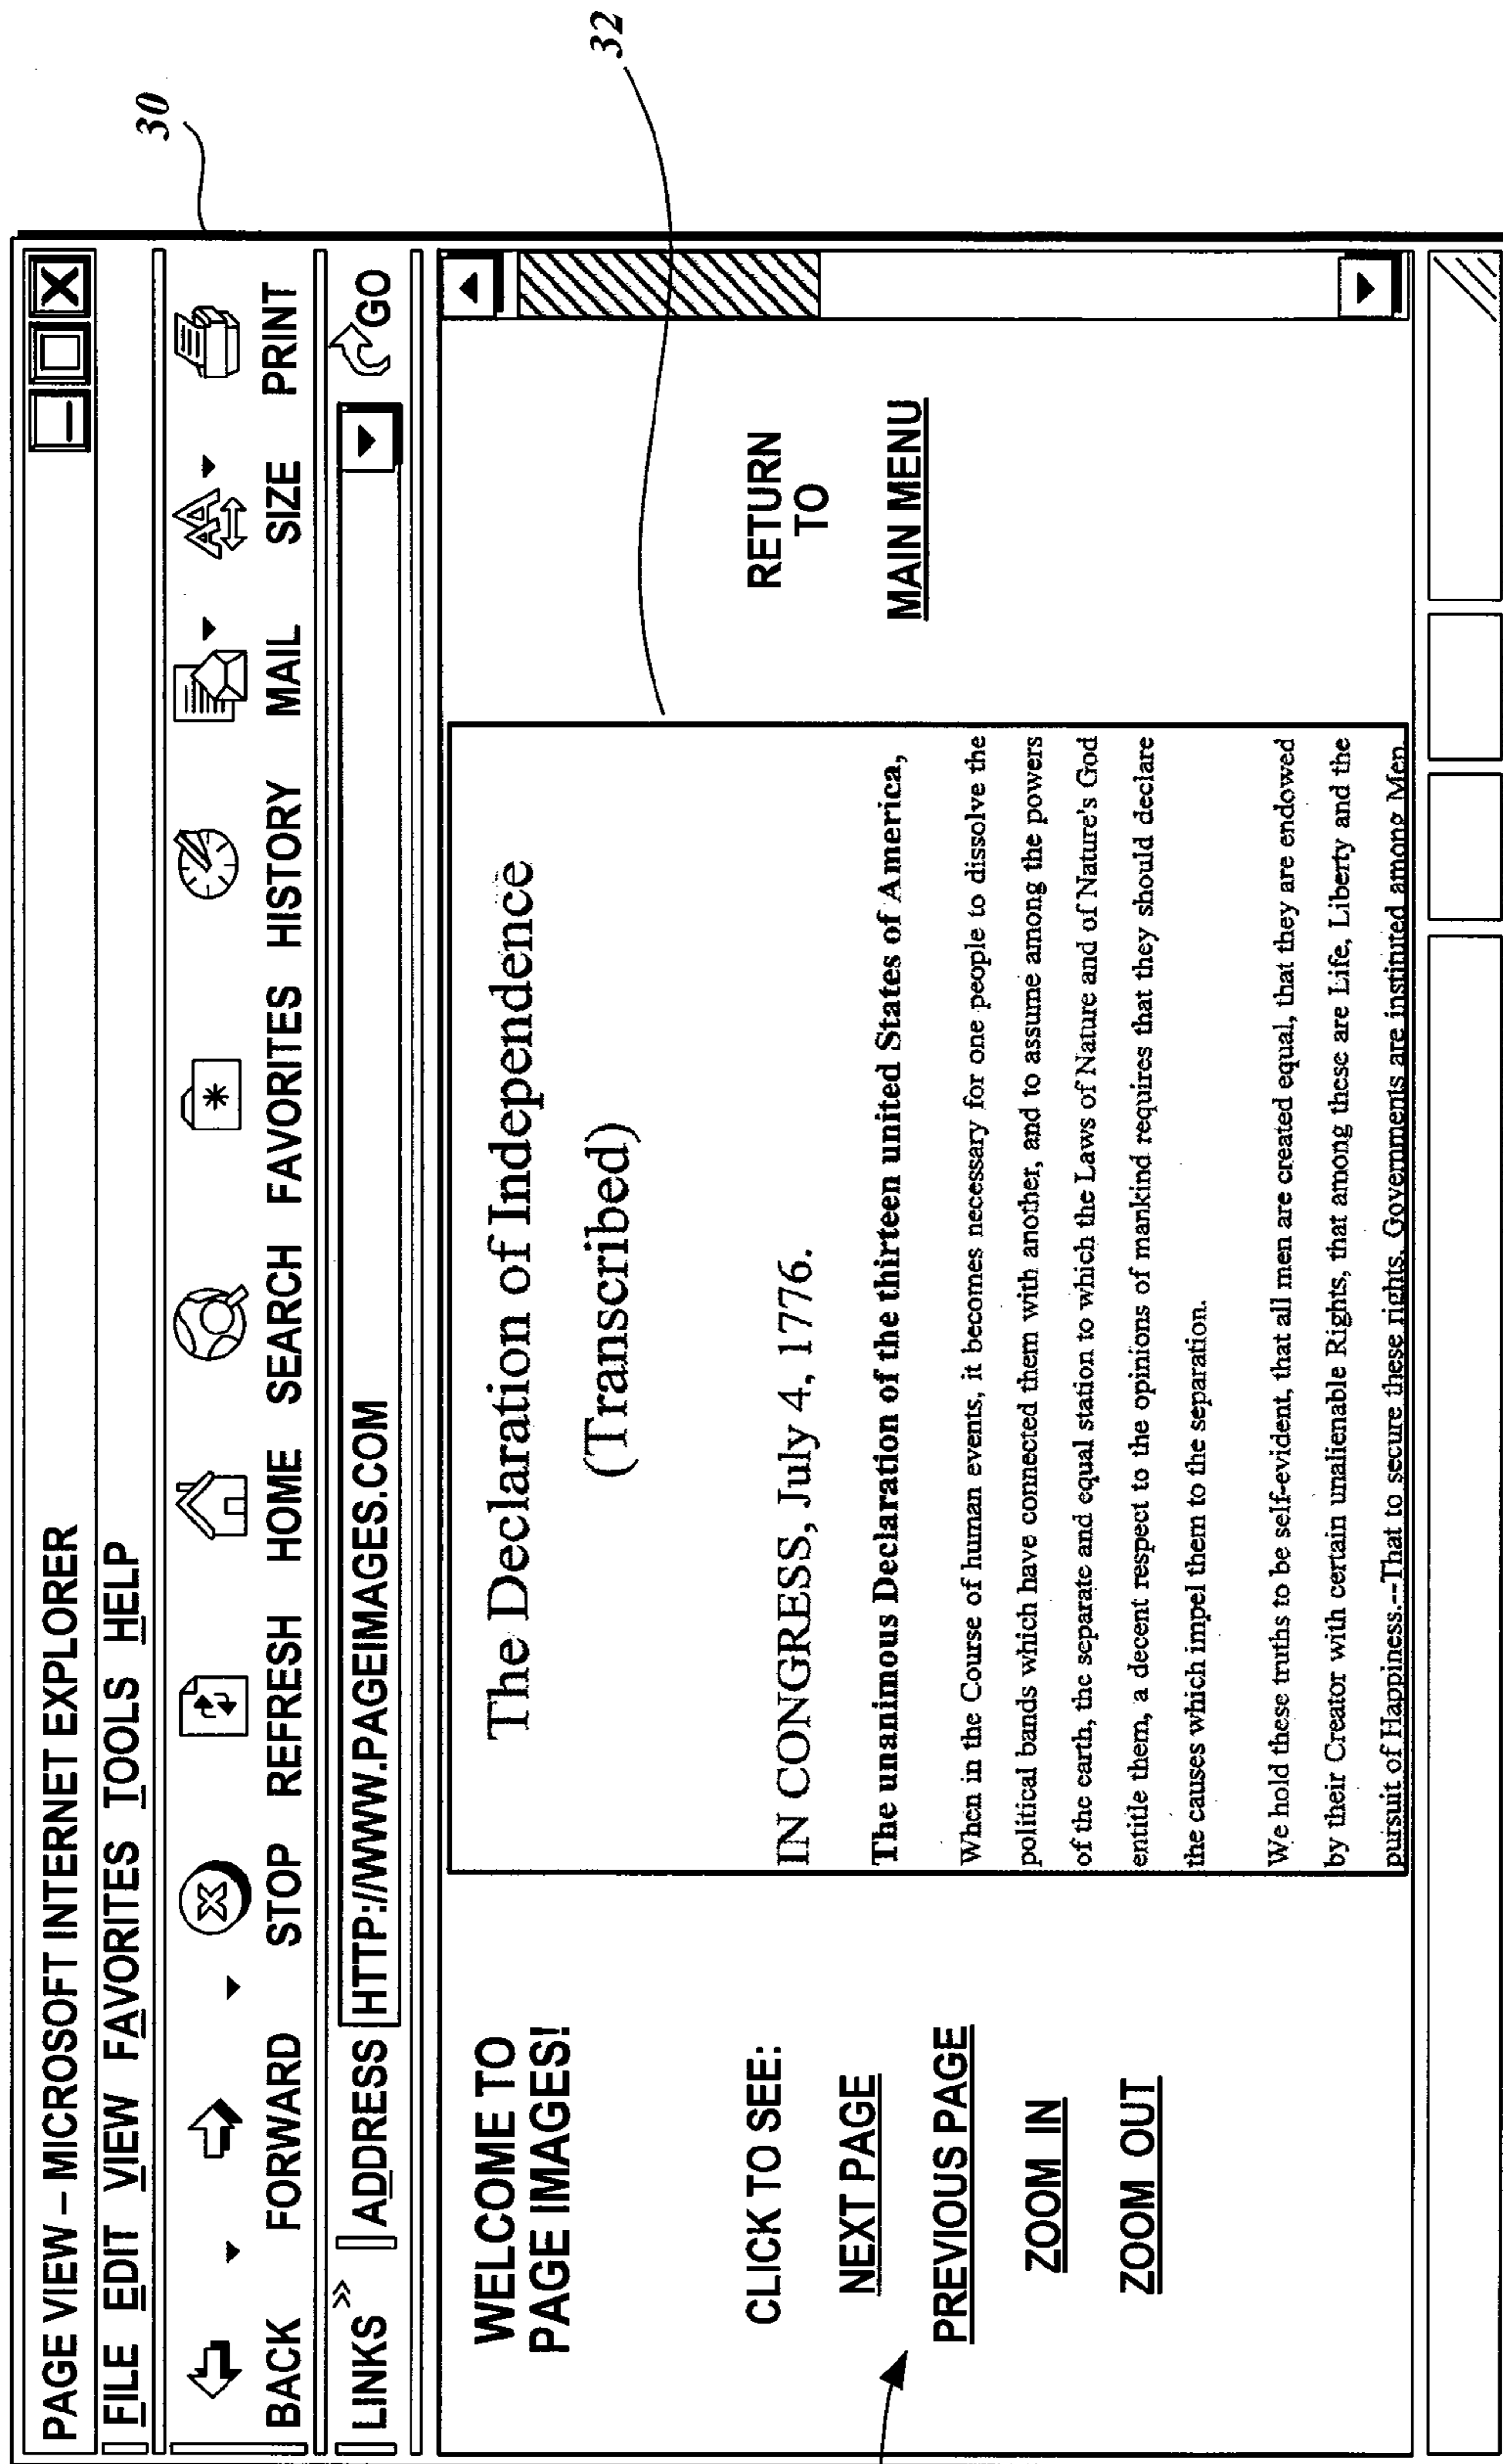 PAGE VIEW – MICROSOFT INTERNET EXPLORER
FILE EDIT VIEW FAVORITES TOOLS HELP
BACK FORWARD STOP REFRESH HOME SEARCH FAVORITES HISTORY MAIL SIZE PRINT
LINKS » ADDRESS HTTP://WWW.PAGEIMAGES.COM GO
WELCOME TO
PAGE IMAGES!
CLICK TO SEE:
NEXT PAGE
PREVIOUS PAGE
ZOOM IN
ZOOM OUT
The Declaration of Independence
(Transcribed)
IN CONGRESS, July 4, 1776.
The unanimous Declaration of the thirteen united States of America,
When in the Course of human events, it becomes necessary for one people to dissolve the
political bands which have connected them with another, and to assume among the powers
of the earth, the separate and equal station to which the Laws of Nature and of Nature's God
entitle them, a decent respect to the opinions of mankind requires that they should declare
the causes which impel them to the separation.
We hold these truths to be self-evident, that all men are created equal, that they are endowed
by their Creator with certain unalienable Rights, that among these are Life, Liberty and the
pursuit of Happiness.--That to secure these rights, Governments are instituted among Men,
RETURN
TO
MAIN MENU
30
32